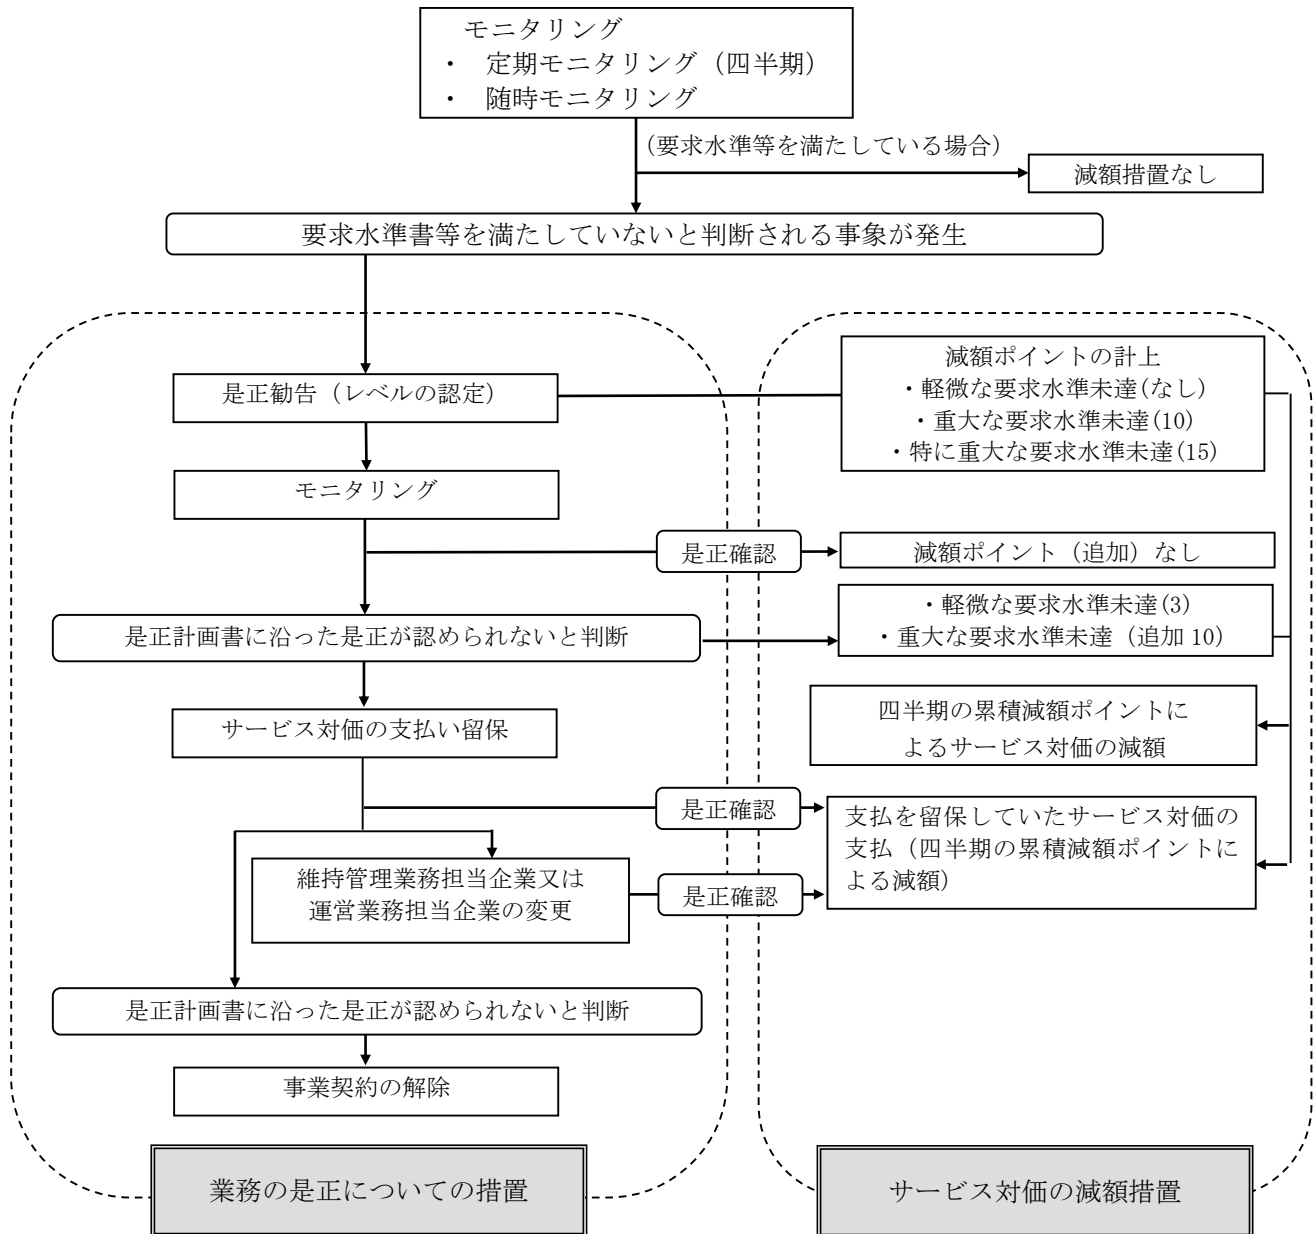 モニタリング
・　定期モニタリング（四半期）
・　随時モニタリング
（要求水準等を満たしている場合）
減額措置なし
要求水準書等を満たしていないと判断される事象が発生
是正勧告（レベルの認定）
減額ポイントの計上
・軽微な要求水準未達(なし)
・重大な要求水準未達(10)
・特に重大な要求水準未達(15)
モニタリング
是正確認
減額ポイント（追加）なし
是正計画書に沿った是正が認められないと判断
・軽微な要求水準未達(3)
・重大な要求水準未達（追加 10）
サービス対価の支払い留保
四半期の累積減額ポイントに
よるサービス対価の減額
是正確認
支払を留保していたサービス対価の
支払（四半期の累積減額ポイントに
よる減額）
維持管理業務担当企業又は
運営業務担当企業の変更
是正確認
是正計画書に沿った是正が認められないと判断
事業契約の解除
業務の是正についての措置
サービス対価の減額措置